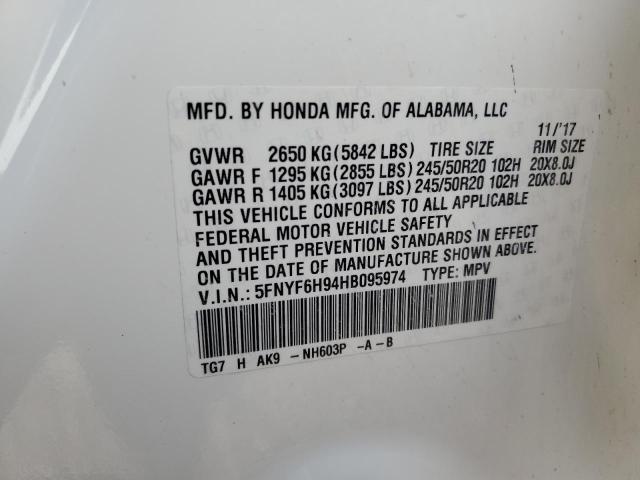 MFD. BY HONDA MFG. OF ALABAMA, LLC
11/'17
GVWR 2650 KG(5842 LBS) TIRE SIZE RIM SIZE
GAWR F 1295 KG(2855 LBS)245/50R20 102H 20X8.0J
GAWR R 1405 KG(3097 LBS)245/50R20 102H 20X8.0J
THIS VEHICLE CONFORMS TO ALL APPLICABLE
FEDERAL MOTOR VEHICLE SAFETY
AND THEFT PREVENTION STANDARDS IN EFFECT
ON THE DATE OF MANUFACTURE SHOWN ABOVE.
V.I.N.: 5FNYF6H94HB095974 TYPE: MPV
TG7 H AK9 -NH603P -A-B